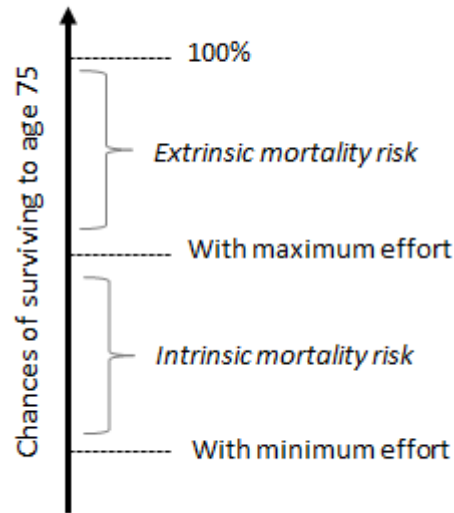 Chances of surviving to age 75
100%
Extrinsic mortality risk
With maximum effort
Intrinsic mortality risk
With minimum effort